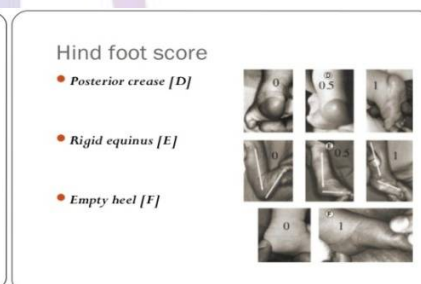 Hind foot score
• Posterior crease [D]
0
D
0.5
1
• Rigid equinus [E]
0
E
0.5
1
• Empty heel [F]
0
F
1